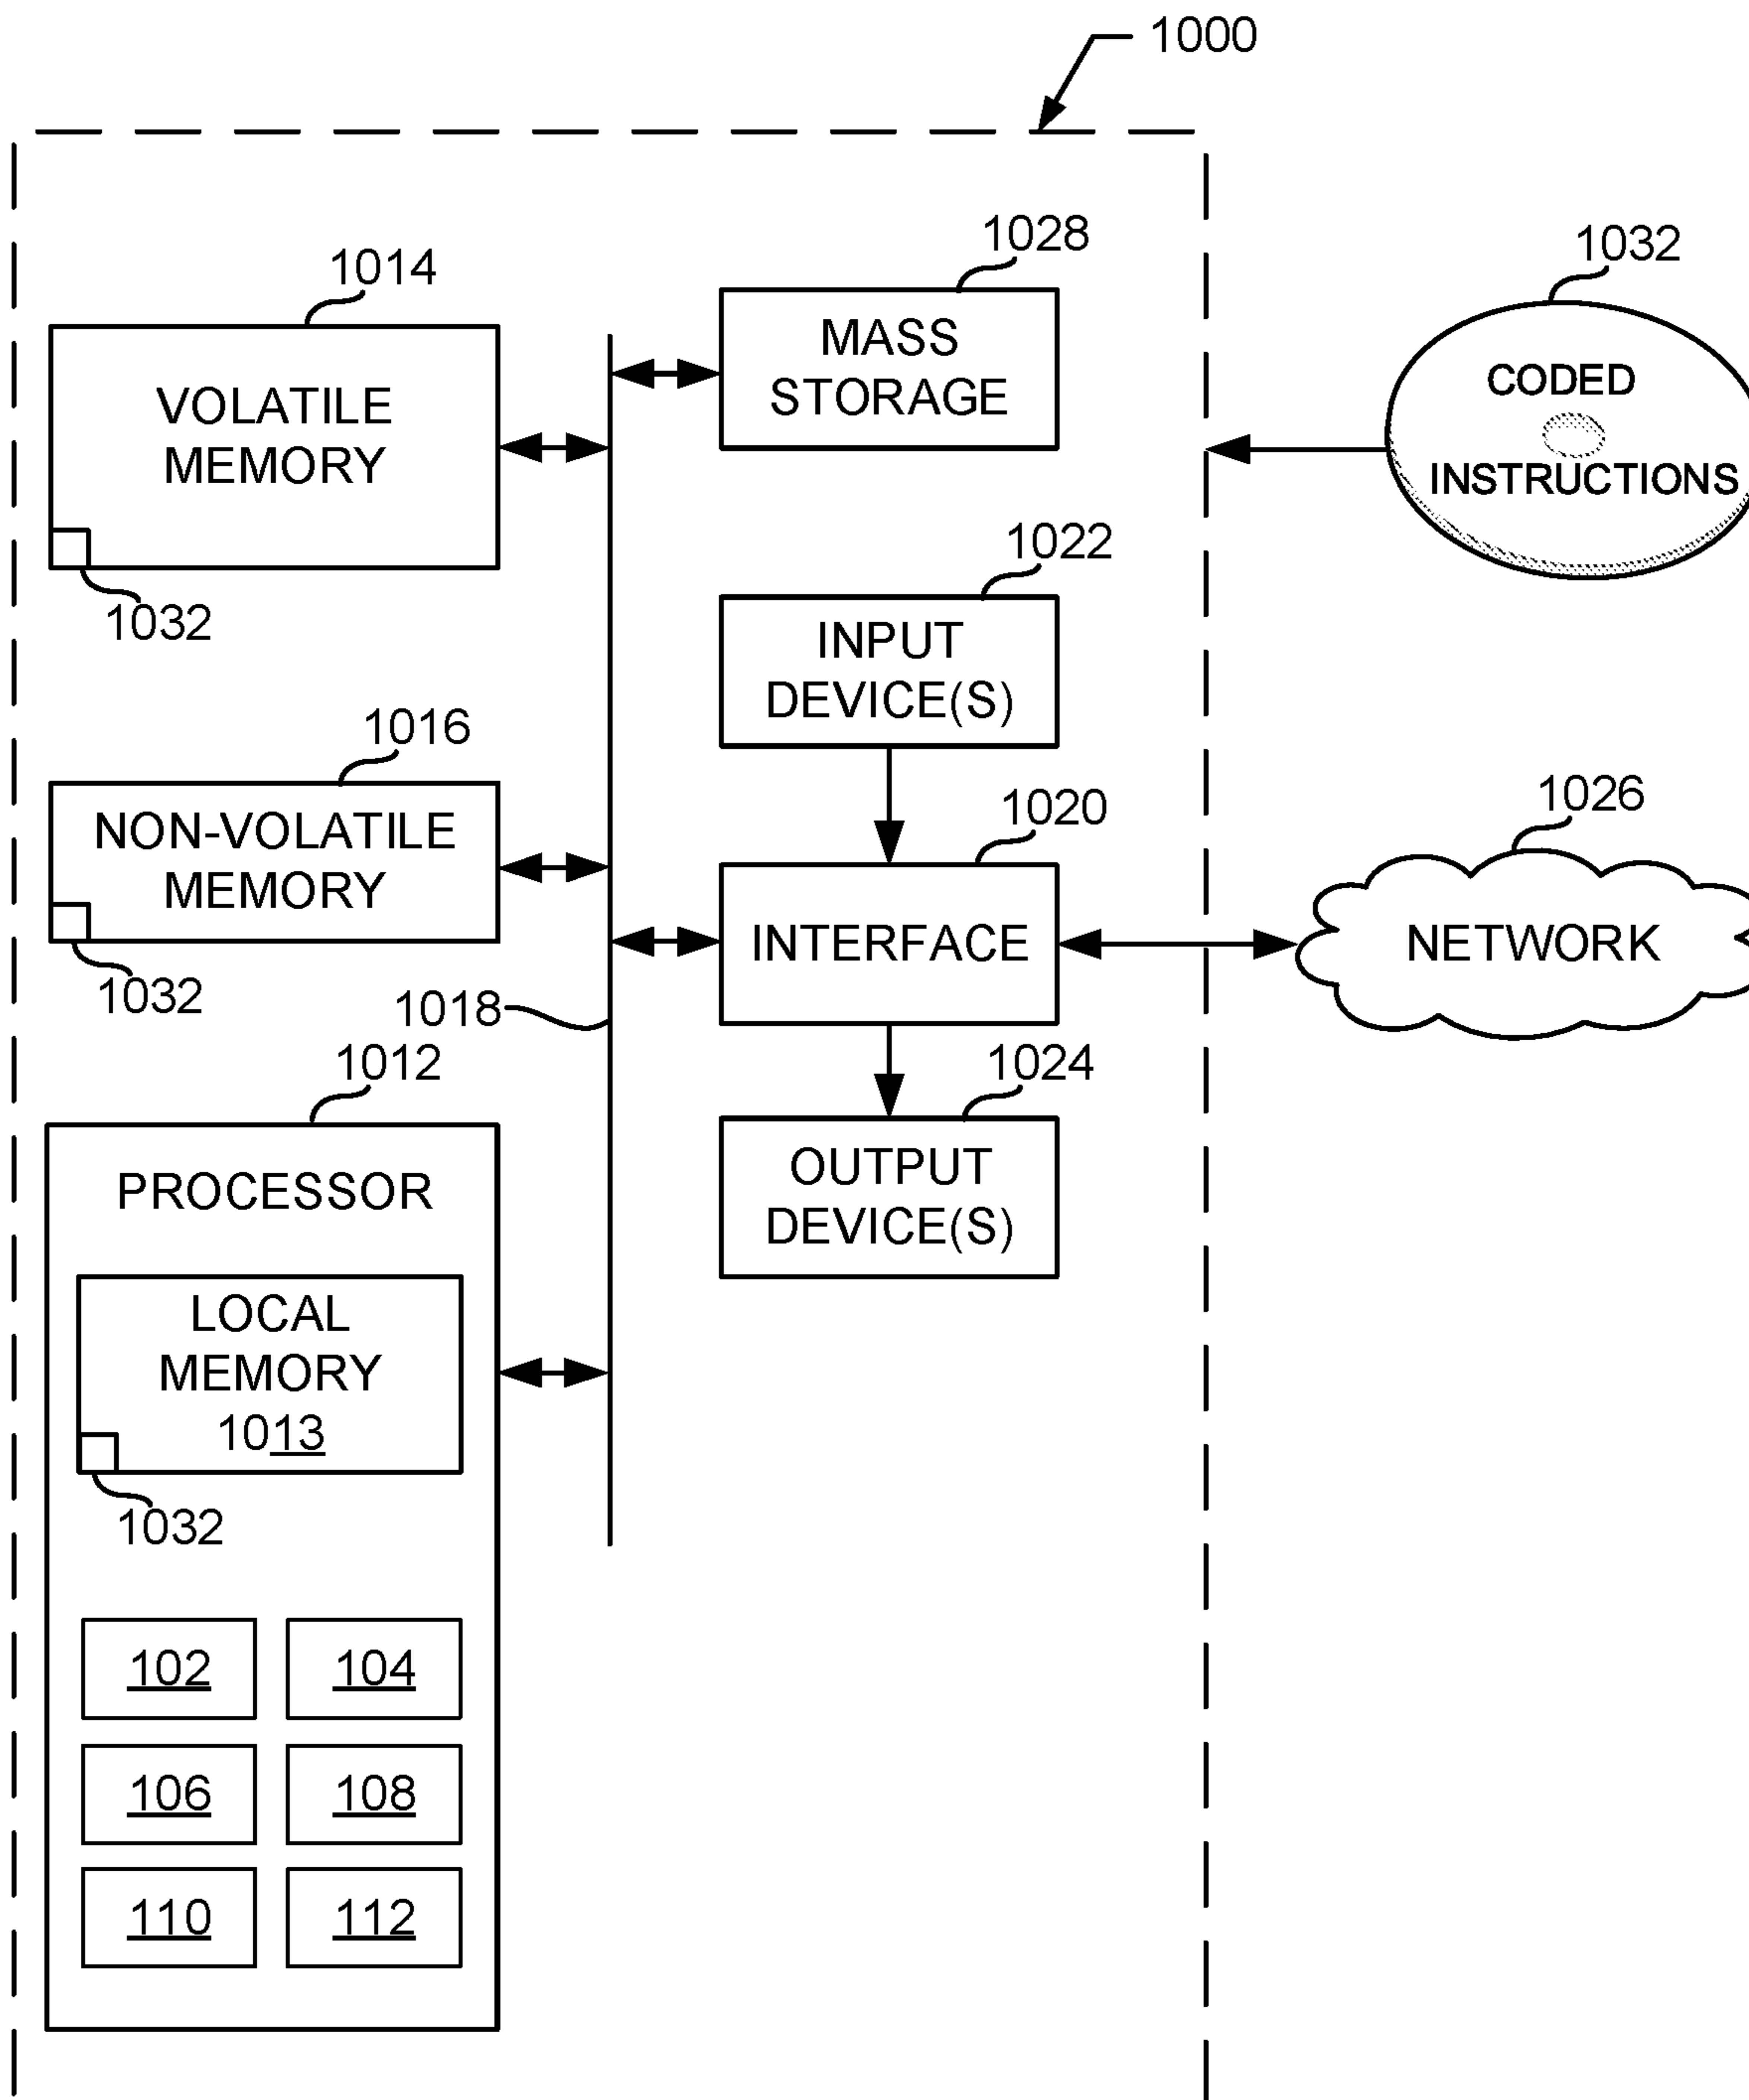 1000
1028
1032
1014
MASS
STORAGE
CODED
INSTRUCTIONS
VOLATILE
MEMORY
1032
1022
INPUT
DEVICE(S)
1016
1020
1026
NON-VOLATILE
MEMORY
INTERFACE
NETWORK
1032
1018
1012
1024
PROCESSOR
OUTPUT
DEVICE(S)
LOCAL
MEMORY
1013
1032
102
104
106
108
110
112